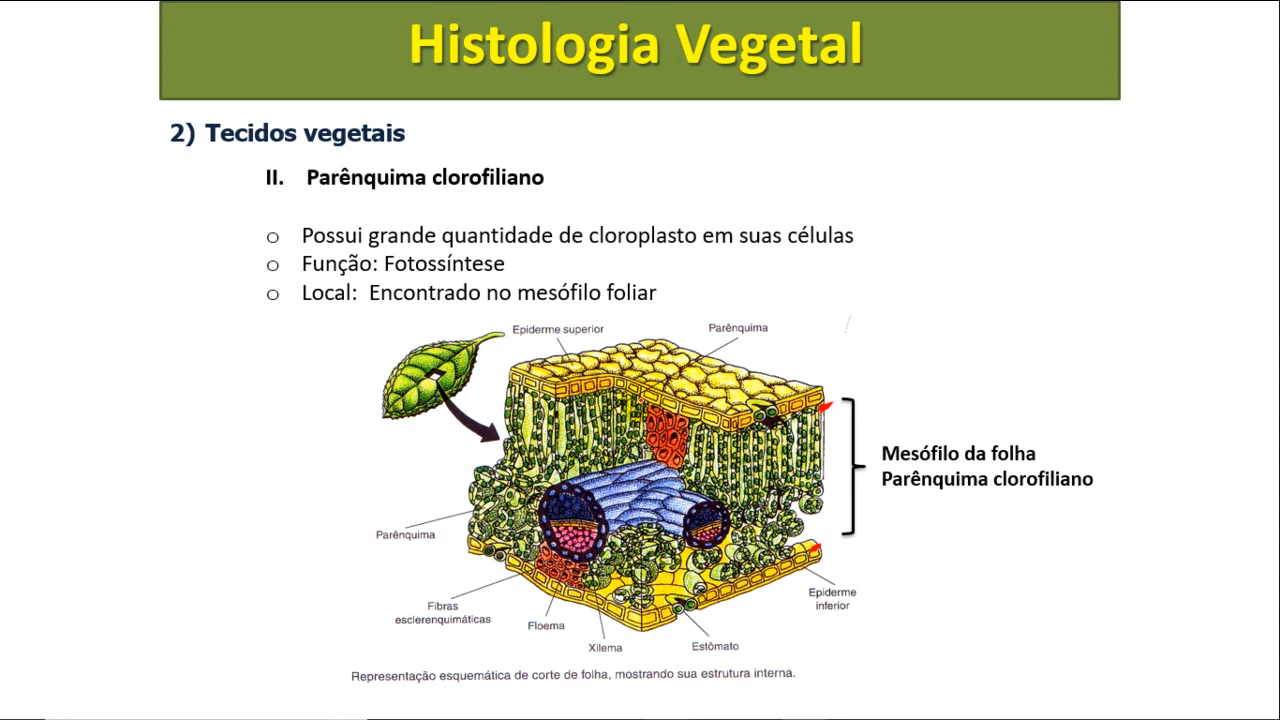 Histologia Vegetal
2) Tecidos vegetais
II. Parênquima clorofiliano
o Possui grande quantidade de cloroplasto em suas células
o Função: Fotossíntese
o Local: Encontrado no mesófilo foliar
Epiderme superior
Parênquima
Mesófilo da folha
Parênquima clorofiliano
Parênquima
Epiderme
inferior
Fibras
esclerenquimáticas
Floema
Xilema
Estômato
Representação esquemática de corte de folha, mostrando sua estrutura interna.